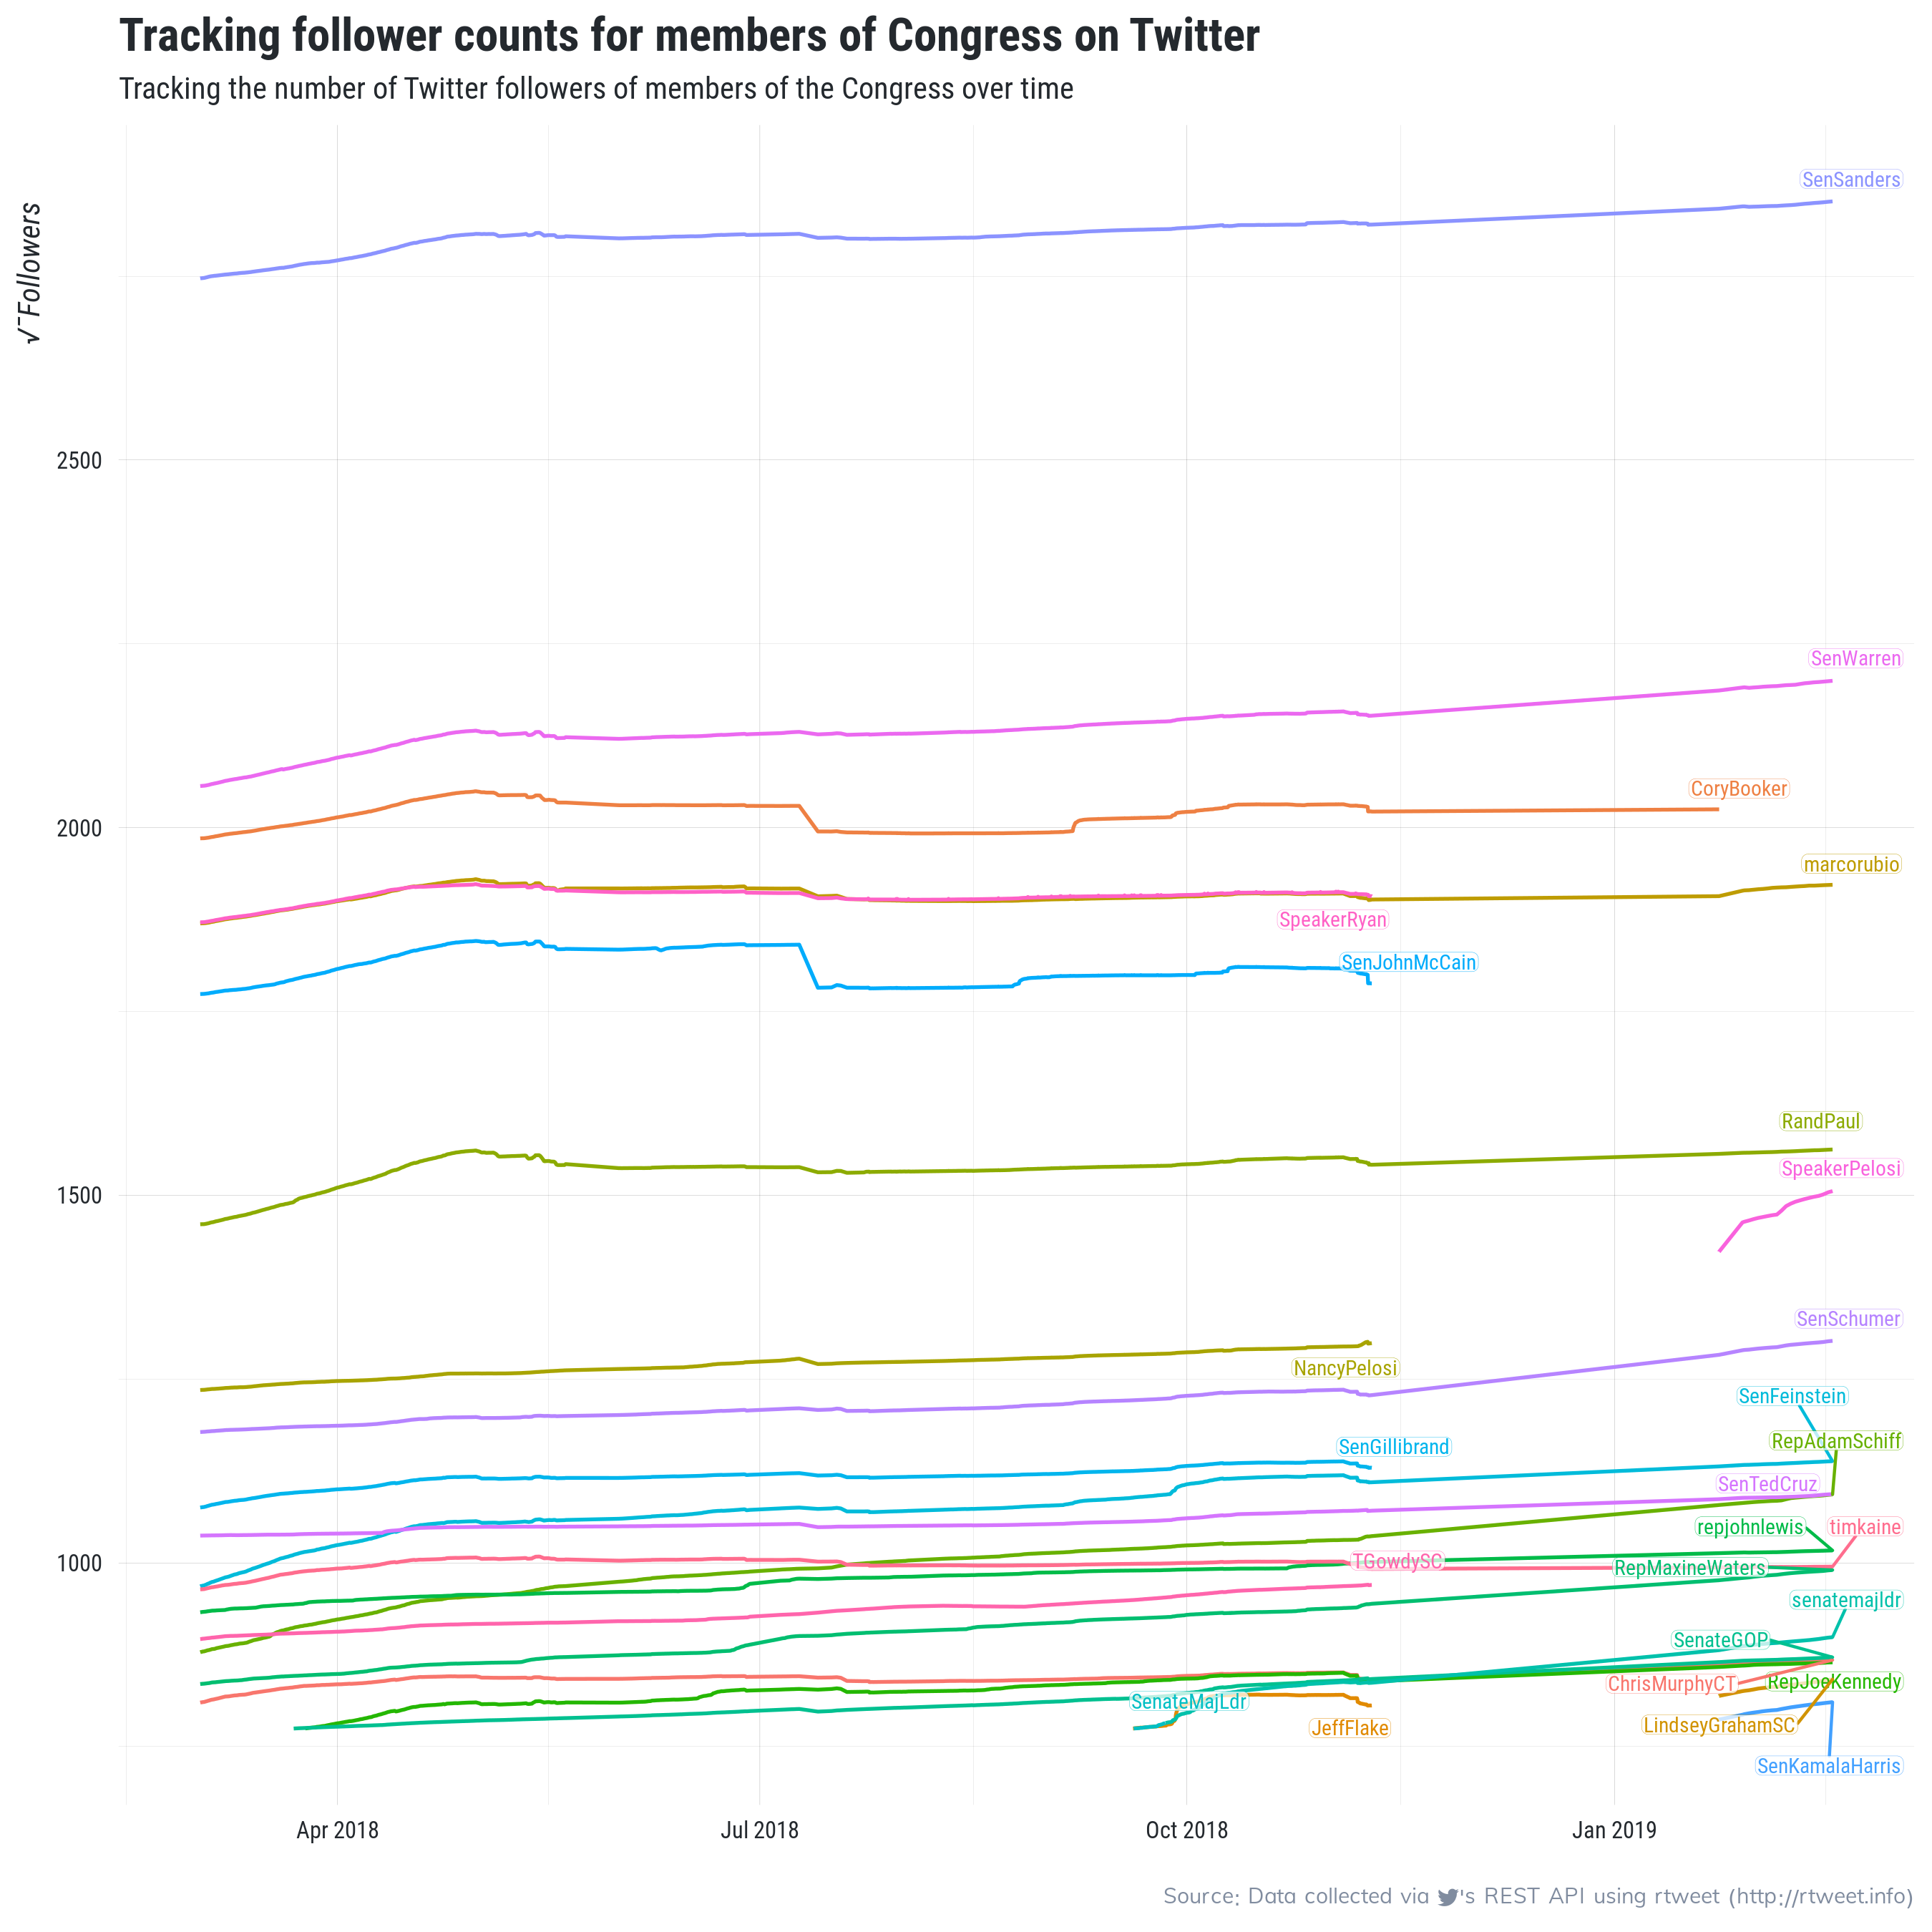 Tracking follower counts for members of Congress on Twitter
Tracking the number of Twitter followers of members of the Congress over time
√‾Followers
2500
2000
1500
1000
SenSanders
SenWarren
CoryBooker
marcorubio
SpeakerRyan
SenJohnMcCain
RandPaul
SpeakerPelosi
SenSchumer
NancyPelosi
SenFeinstein
RepAdamSchiff
SenGillibrand
SenTedCruz
repjohnlewis
timkaine
TGowdySC
RepMaxineWaters
senatemajldr
SenateGOP
ChrisMurphyCT
RepJoeKennedy
SenateMajLdr
JeffFlake
LindseyGrahamSC
SenKamalaHarris
Apr 2018
Jul 2018
Oct 2018
Jan 2019
Source: Data collected via 's REST API using rtweet (http://rtweet.info)